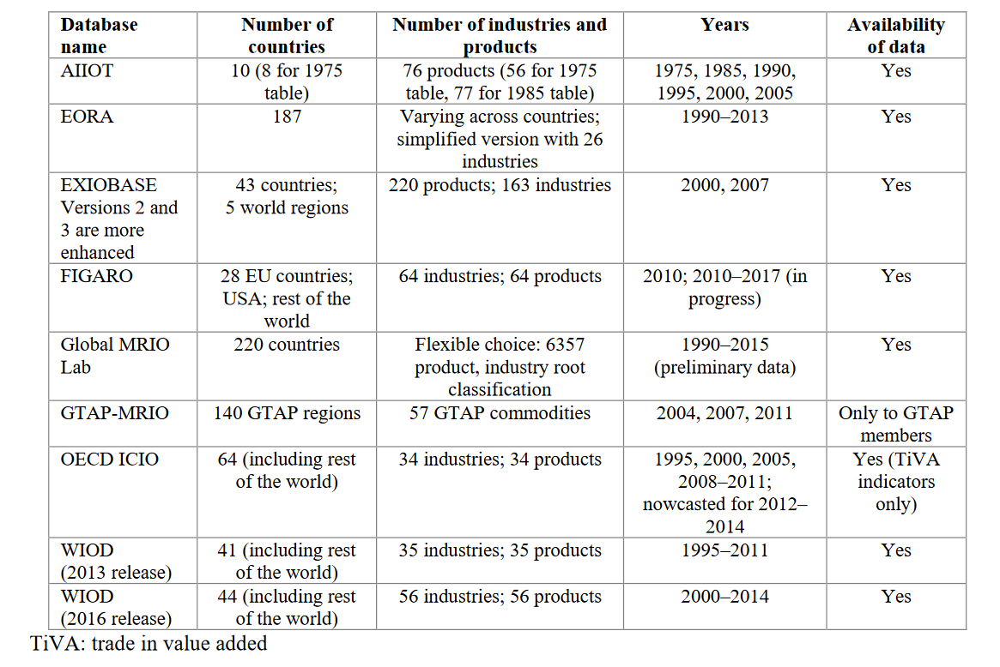 Database name
Number of countries
Number of industries and products
Years
Availability of data
AIIOT
10 (8 for 1975 table)
76 products (56 for 1975 table, 77 for 1985 table)
1975, 1985, 1990, 1995, 2000, 2005
Yes
EORA
187
Varying across countries; simplified version with 26 industries
1990–2013
Yes
EXIOBASE Versions 2 and 3 are more enhanced
43 countries; 5 world regions
220 products; 163 industries
2000, 2007
Yes
FIGARO
28 EU countries; USA; rest of the world
64 industries; 64 products
2010; 2010–2017 (in progress)
Yes
Global MRIO Lab
220 countries
Flexible choice: 6357 product, industry root classification
1990–2015 (preliminary data)
Yes
GTAP-MRIO
140 GTAP regions
57 GTAP commodities
2004, 2007, 2011
Only to GTAP members
OECD ICIO
64 (including rest of the world)
34 industries; 34 products
1995, 2000, 2005, 2008–2011; nowcasted for 2012–2014
Yes (TiVA indicators only)
WIOD (2013 release)
41 (including rest of the world)
35 industries; 35 products
1995–2011
Yes
WIOD (2016 release)
44 (including rest of the world)
56 industries; 56 products
2000–2014
Yes
TiVA: trade in value added